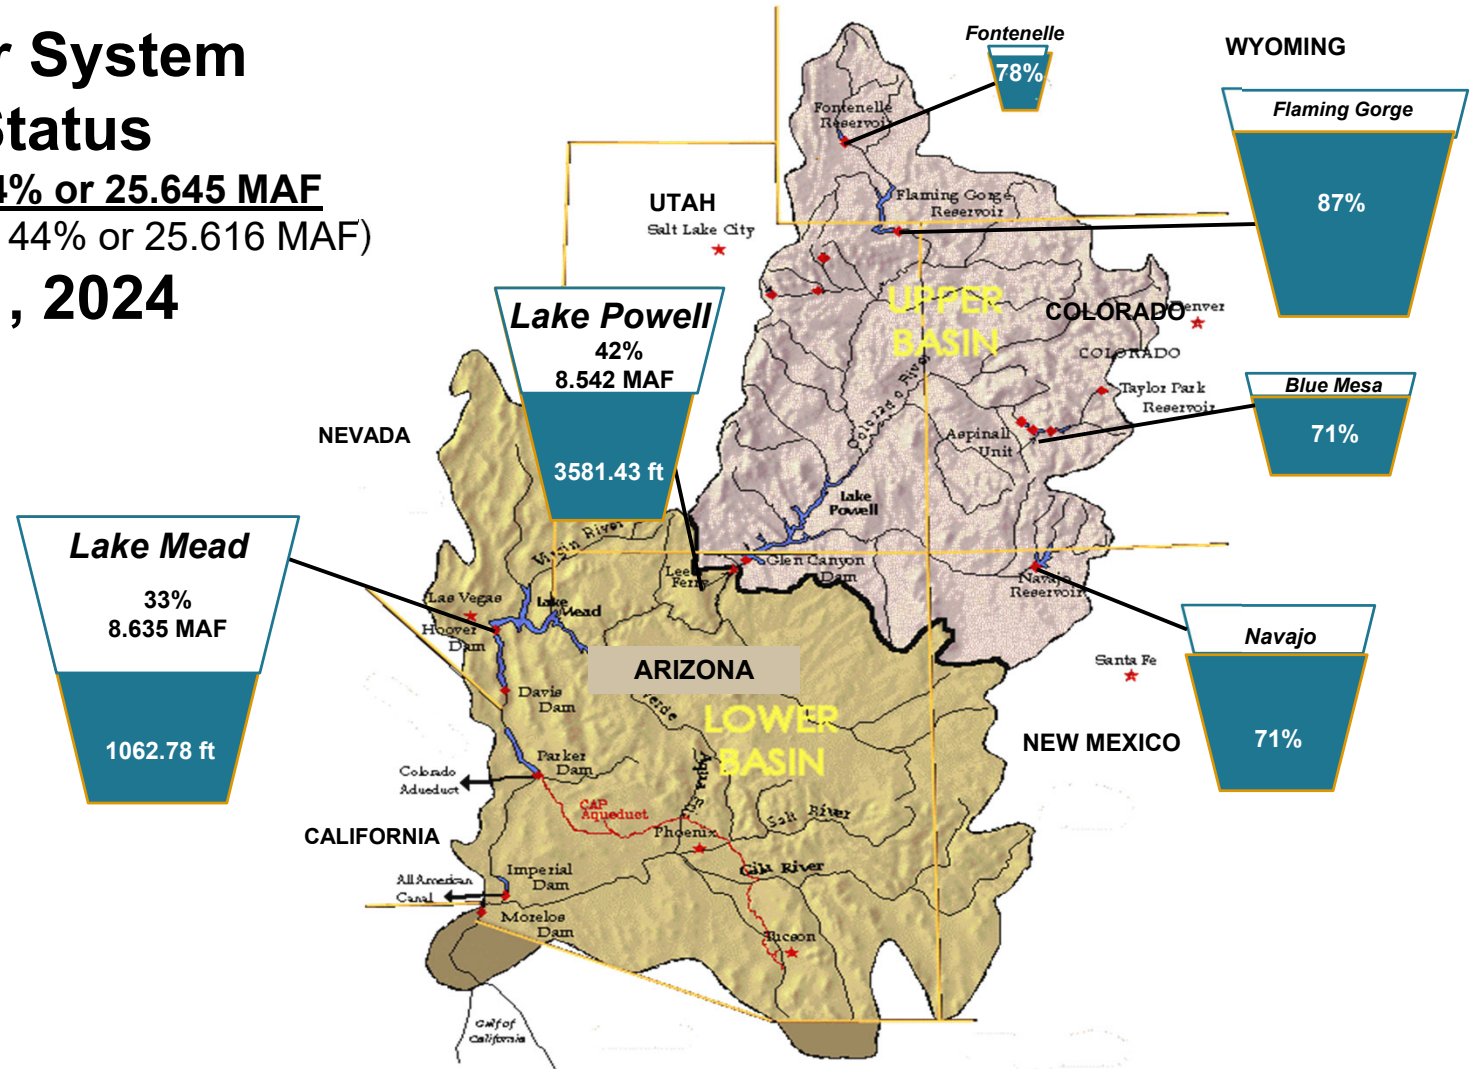 r System
Status
4% or 25.645 MAF
44% or 25.616 MAF)
, 2024
Fontenelle
78%
WYOMING
Flaming Gorge
87%
Fontenelle
Reservoir
UTAH
Salt Lake City
Flaming Gorge
Reservoir
UPPER
BASIN
COLORADO
Denver
COLORADO
Lake Powell
42%
8.542 MAF
3581.43 ft
Taylor Park
Reservoir
Blue Mesa
71%
Colorado River
Aspinall
Unit
NEVADA
Lake
Powell
Lake Mead
33%
8.635 MAF
1062.78 ft
Virgin River
Lee
Ferry
Glen Canyon
Dam
Navajo
Reservoir
Las Vegas
Lake
Mead
Hoover
Dam
Navajo
71%
Santa Fe
ARIZONA
Davis
Dam
Verde
LOWER
BASIN
NEW MEXICO
Parker
Dam
Colorado
Aqueduct
Agua Fria
CAP
Aqueduct
Salt River
Phoenix
CALIFORNIA
Gila River
Imperial
Dam
All American
Canal
Morelos
Dam
Tucson
Gulf of
California